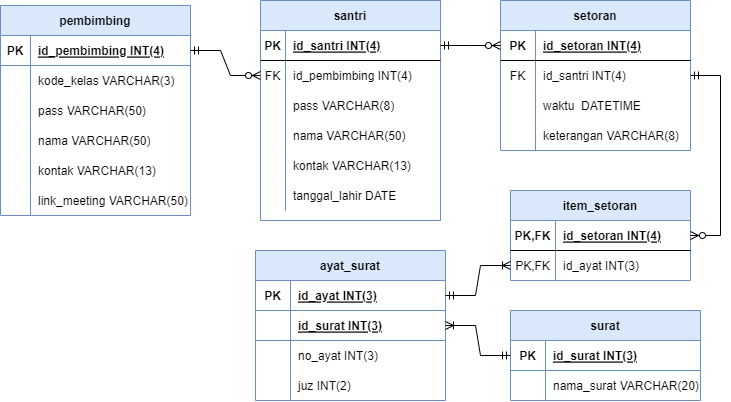 pembimbing
PK id_pembimbing INT(4)
kode_kelas VARCHAR(3)
pass VARCHAR(50)
nama VARCHAR(50)
kontak VARCHAR(13)
link_meeting VARCHAR(50)
santri
PK id_santri INT(4)
FK id_pembimbing INT(4)
pass VARCHAR(8)
nama VARCHAR(50)
kontak VARCHAR(13)
tanggal_lahir DATE
setoran
PK id_setoran INT(4)
FK id_santri INT(4)
waktu DATETIME
keterangan VARCHAR(8)
item_setoran
PK,FK id_setoran INT(4)
PK,FK id_ayat INT(3)
ayat_surat
PK id_ayat INT(3)
id_surat INT(3)
no_ayat INT(3)
juz INT(2)
surat
PK id_surat INT(3)
nama_surat VARCHAR(20)